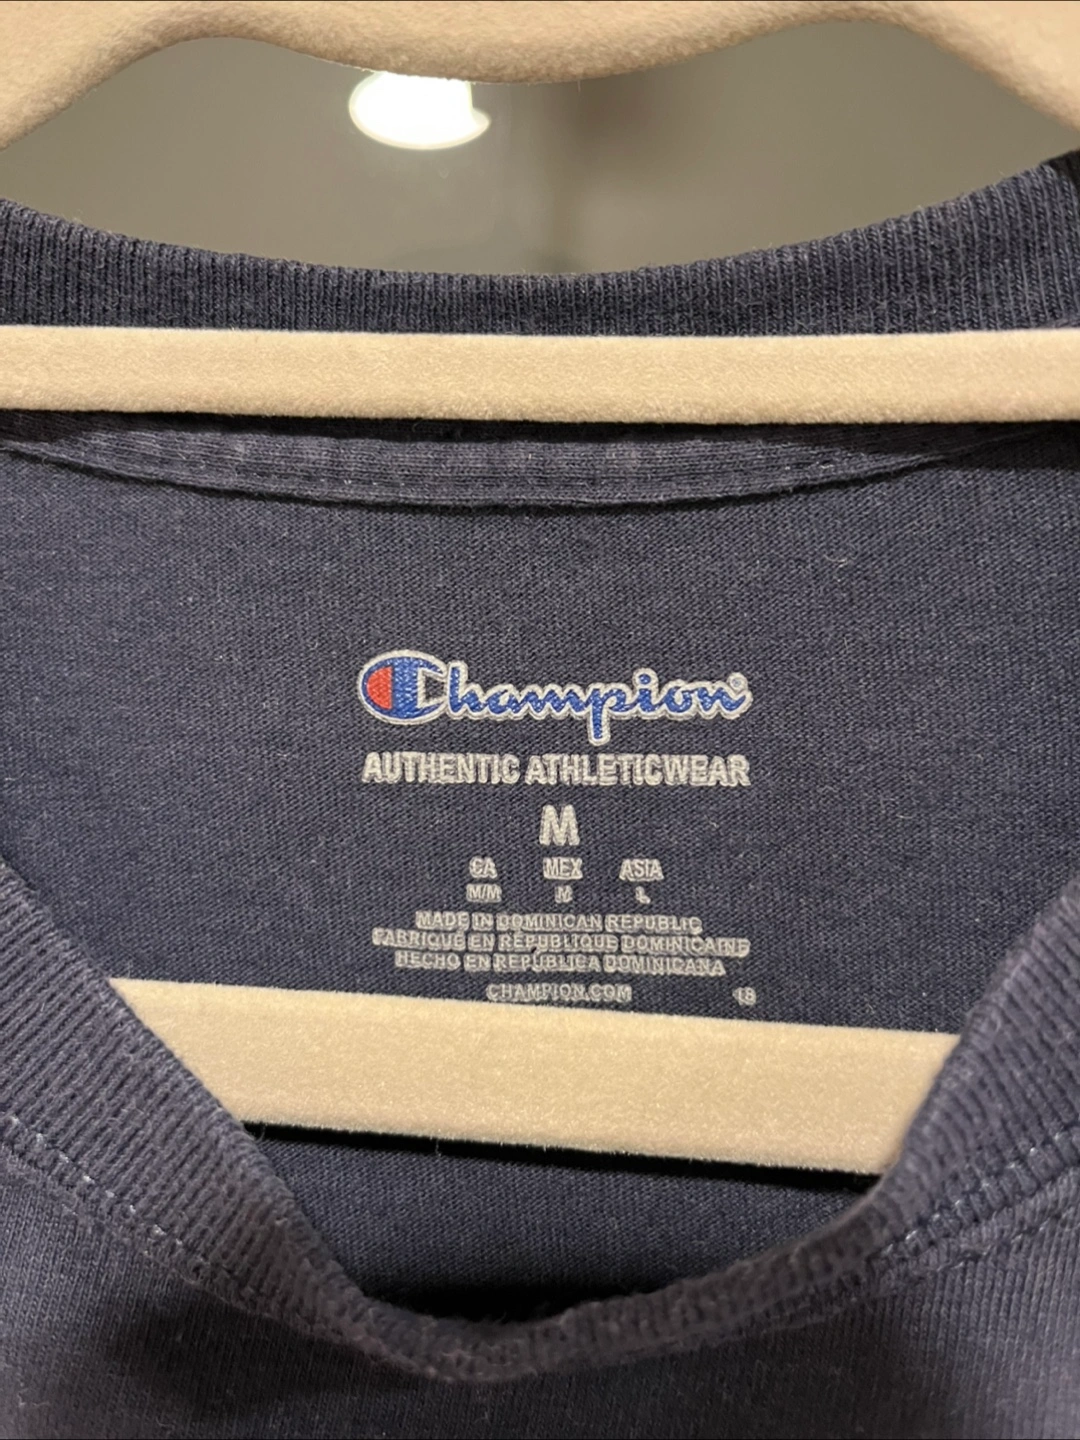 Champion®
AUTHENTIC ATHLETICWEAR
M
CA MEX ASIA
M/M M L
MADE IN DOMINICAN REPUBLIC
FABRIQUÉ EN RÉPUBLIQUE DOMINICAINE
HECHO EN REPÚBLICA DOMINICANA
CHAMPION.COM 18